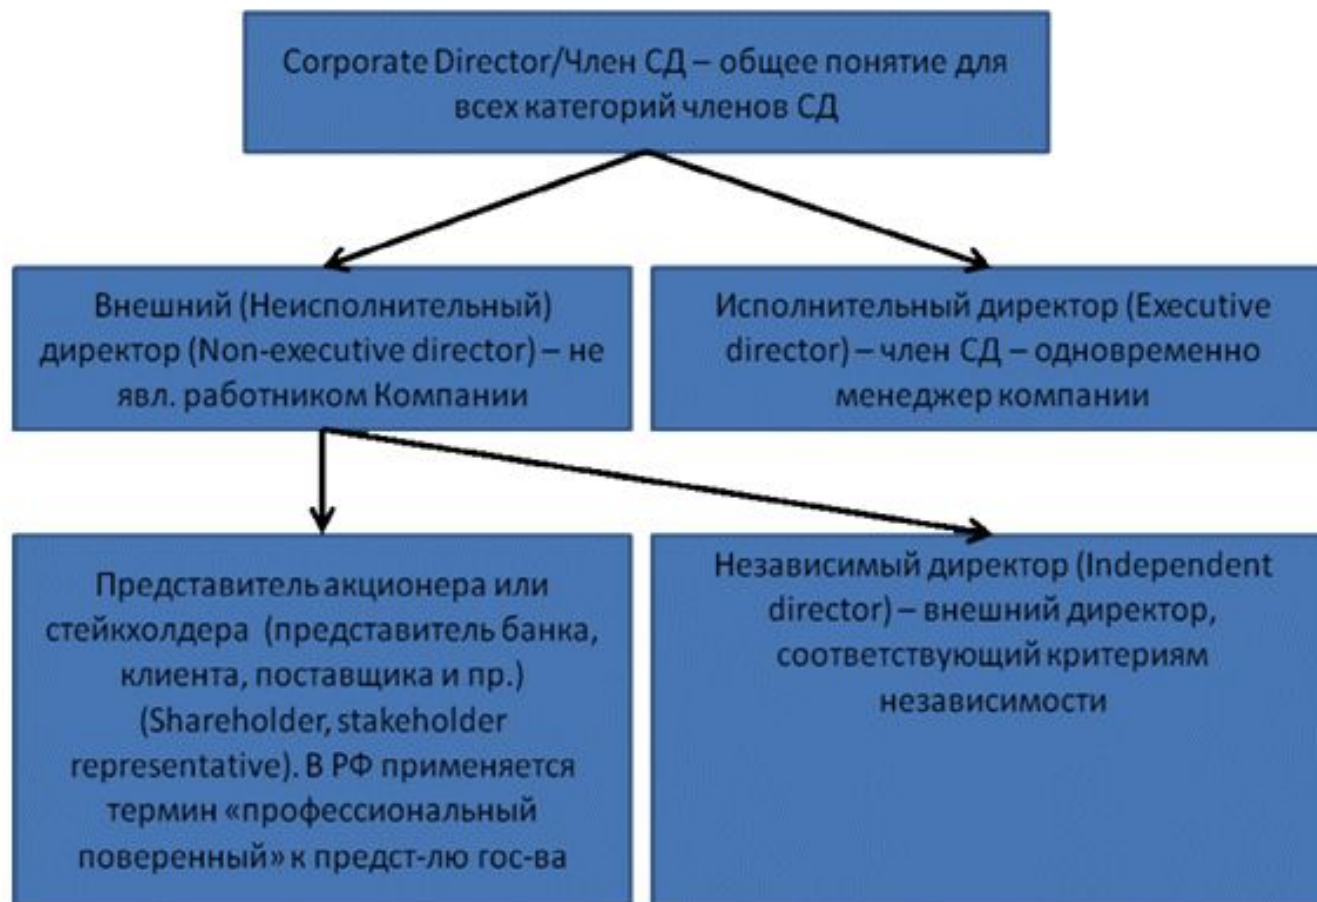 Corporate Director/Член СД – общее понятие для
всех категорий членов СД
Внешний (Неисполнительный)
директор (Non-executive director) – не
явл. работником Компании
Исполнительный директор (Executive
director) – член СД – одновременно
менеджер компании
Представитель акционера или
стейкхолдера (представитель банка,
клиента, поставщика и пр.)
(Shareholder, stakeholder
representative). В РФ применяется
термин «профессиональный
поверенный» к предст-лю гос-ва
Независимый директор (Independent
director) – внешний директор,
соответствующий критериям
независимости